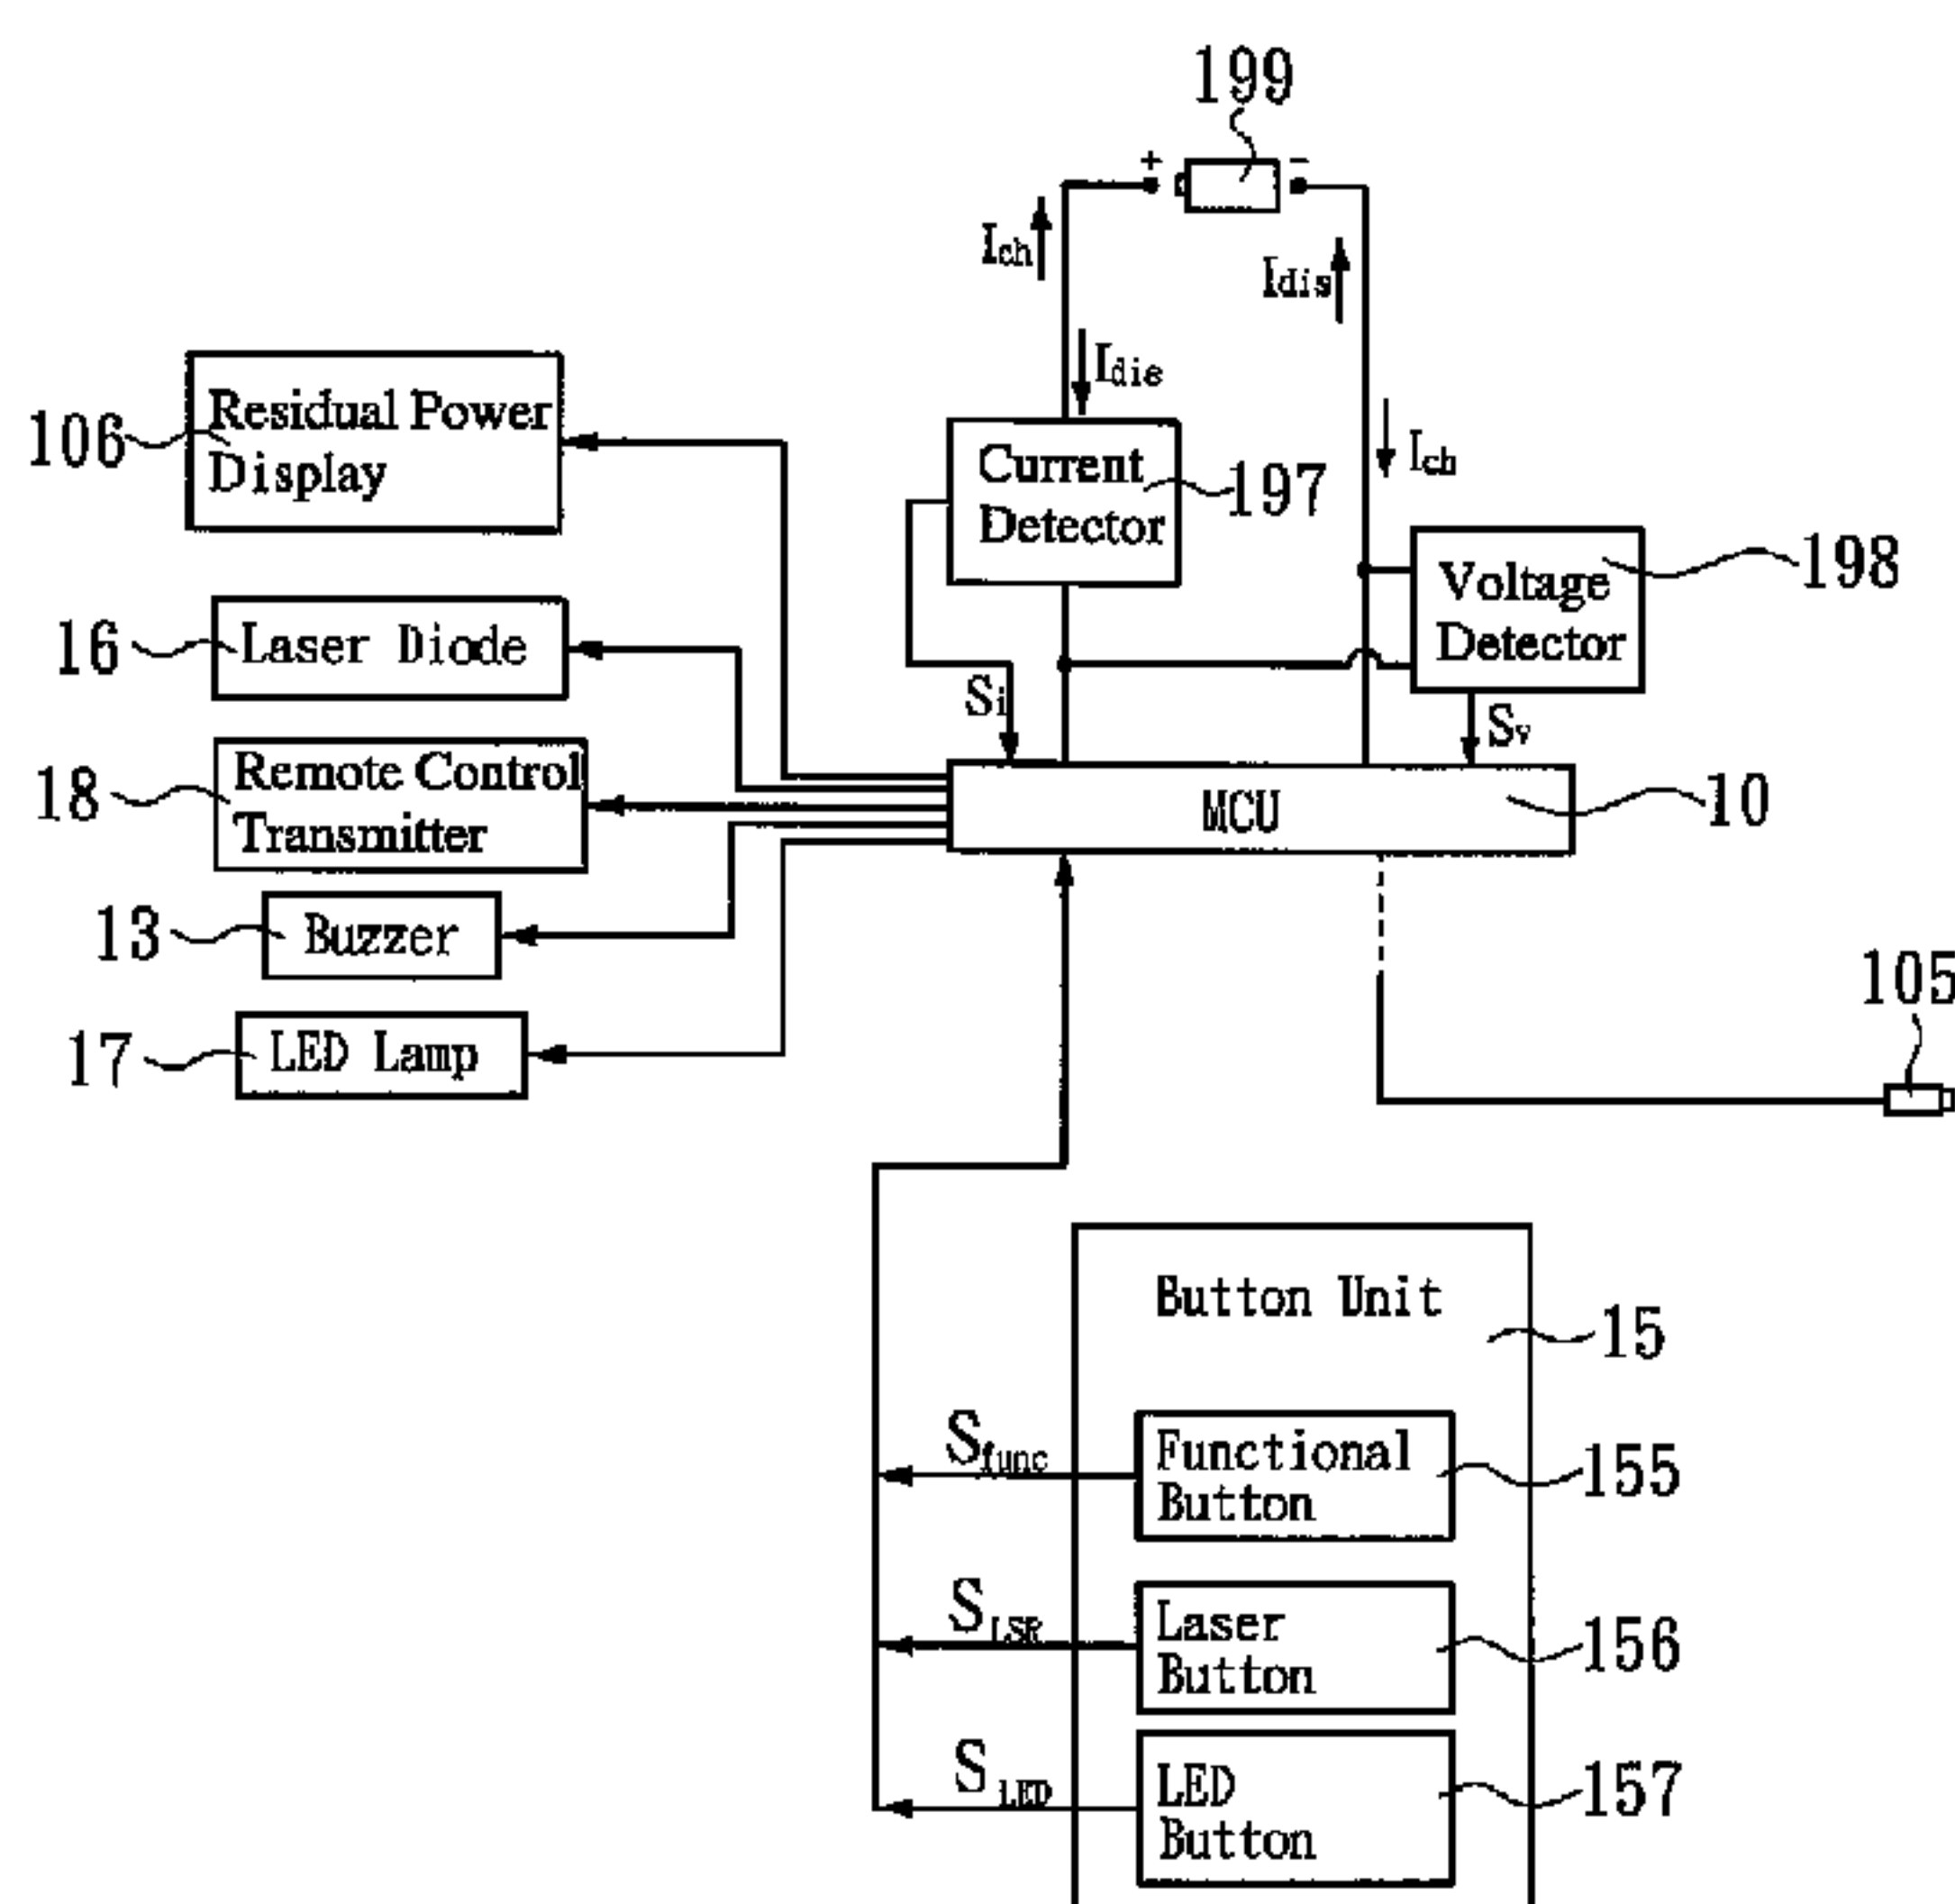 199
+
-
Ich
Idis
Idie
Ich
Residual Power
Display
106
Current
Detector
197
Voltage
Detector
198
Laser Diode
16
Si
Sv
Remote Control
Transmitter
18
MCU
10
Buzzer
13
105
LED Lamp
17
Button Unit
15
Sfunc
Functional
Button
155
SLSR
Laser
Button
156
SLED
LED
Button
157